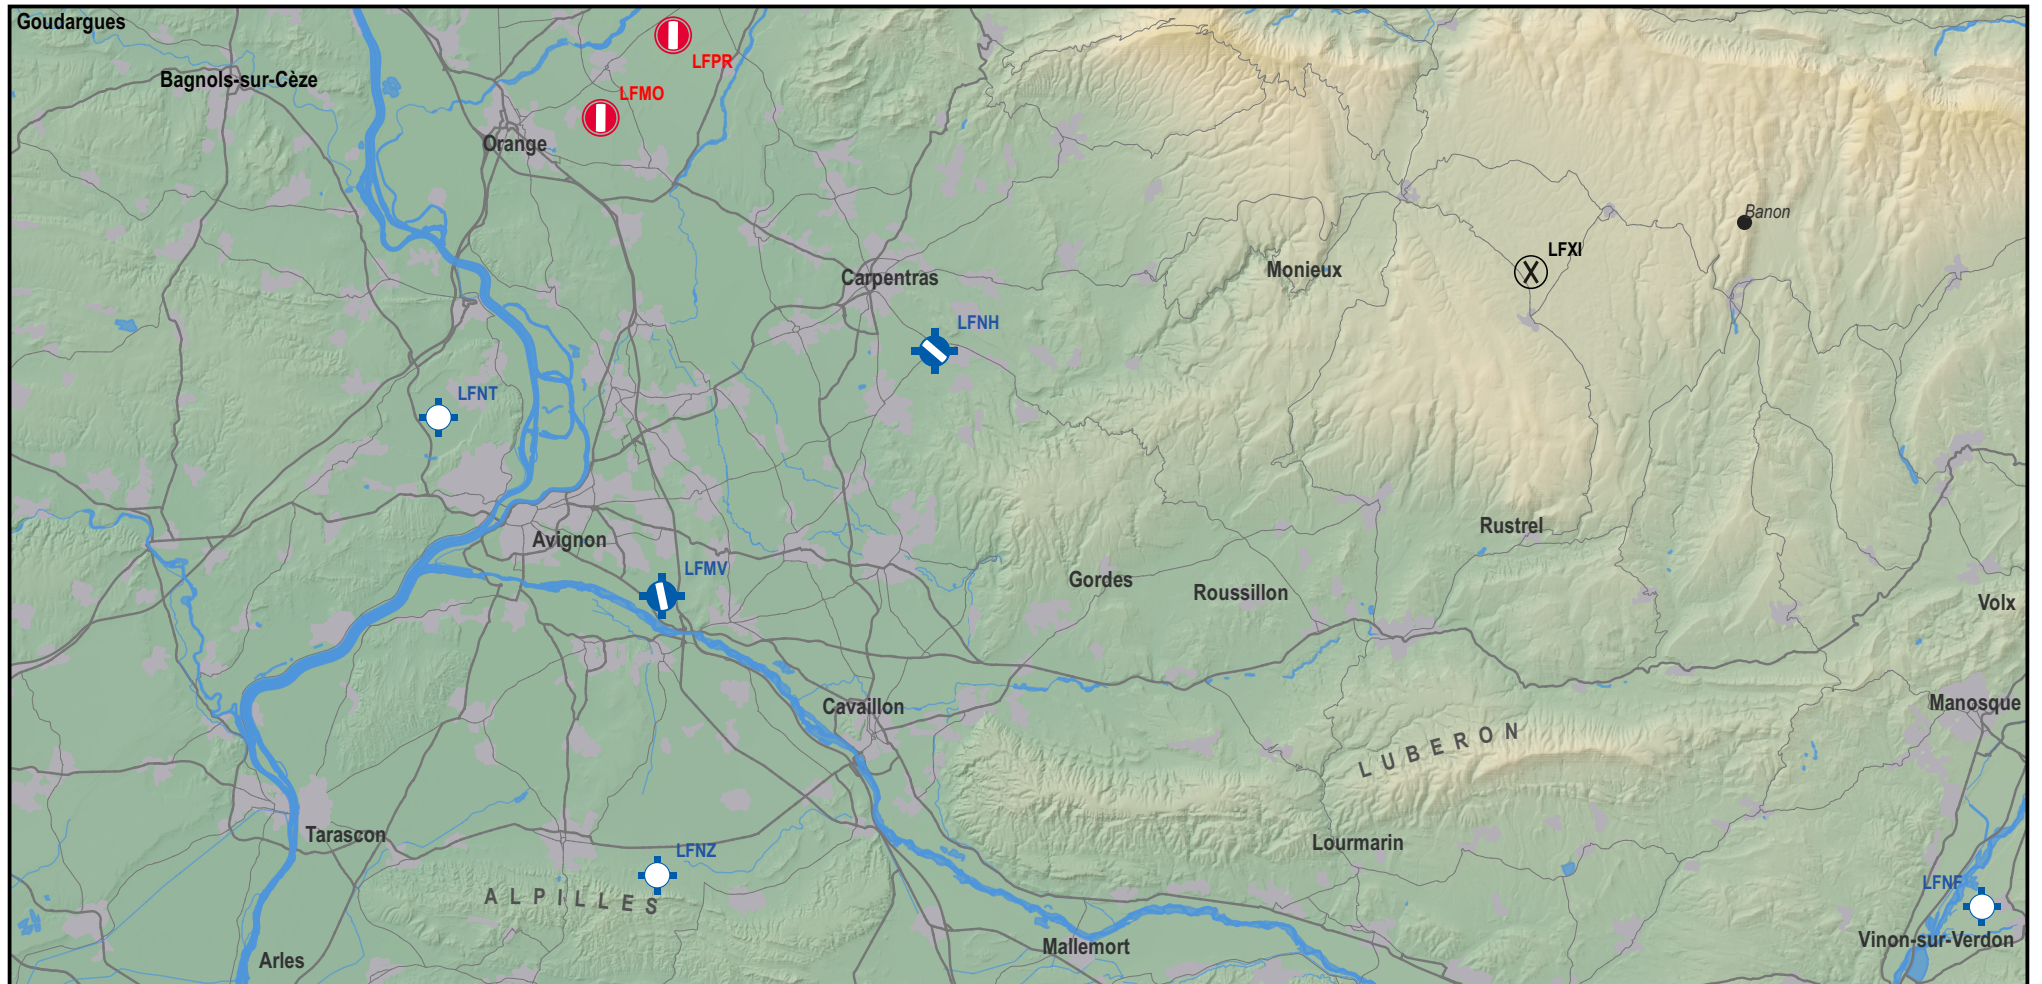 Goudargues
LFPR
Bagnols-sur-Cèze
LFMO
Orange
Banon
LFXI
Monieux
Carpentras
LFNH
LFNT
Rustrel
Avignon
LFMV
Gordes
Roussillon
Volx
Cavaillon
Manosque
LUBERON
Tarascon
Lourmarin
LFNZ
LFNF
ALPILLES
Vinon-sur-Verdon
Mallemort
Arles